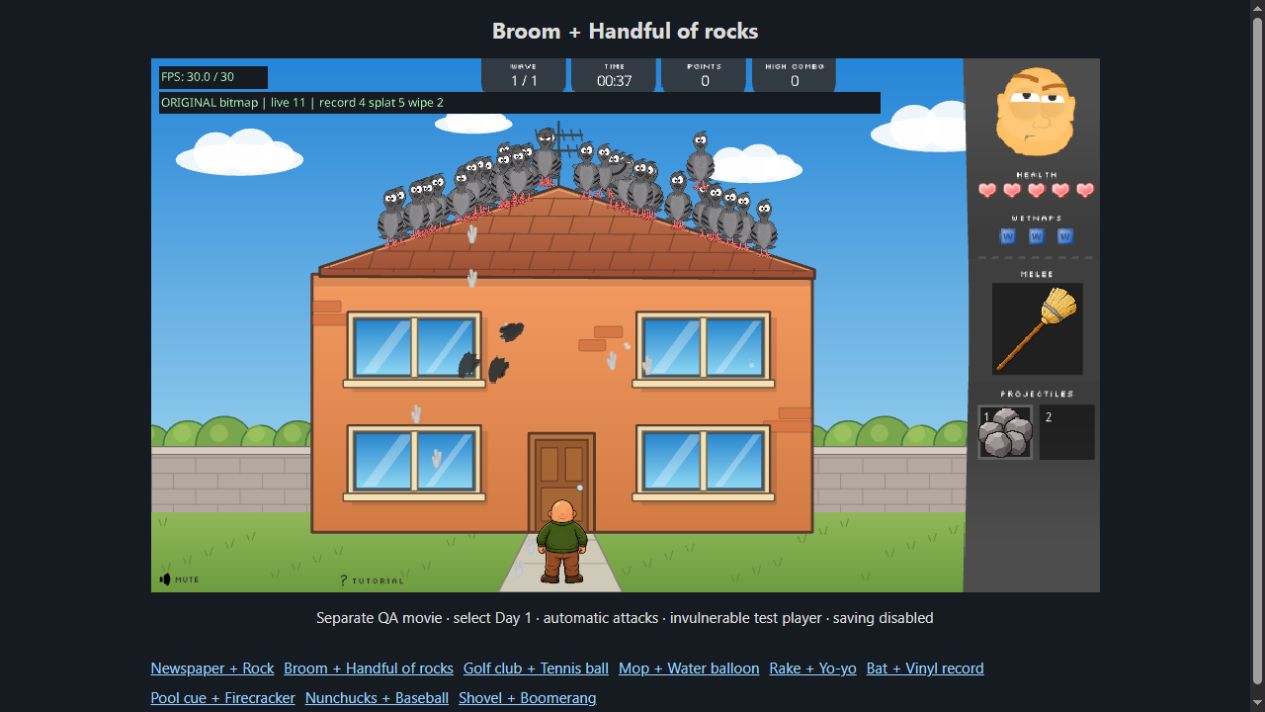 Broom + Handful of rocks
FPS: 30.0 / 30
WAVE
1 / 1
TIME
00:37
POINTS
0
HIGH COMBO
0
ORIGINAL bitmap | live 11 | record 4 splat 5 wipe 2
HEALTH
WETNAPS
W W W
MELEE
PROJECTILES
1 2
MUTE
? TUTORIAL
Separate QA movie · select Day 1 · automatic attacks · invulnerable test player · saving disabled
Newspaper + Rock Broom + Handful of rocks Golf club + Tennis ball Mop + Water balloon Rake + Yo-yo Bat + Vinyl record
Pool cue + Firecracker Nunchucks + Baseball Shovel + Boomerang